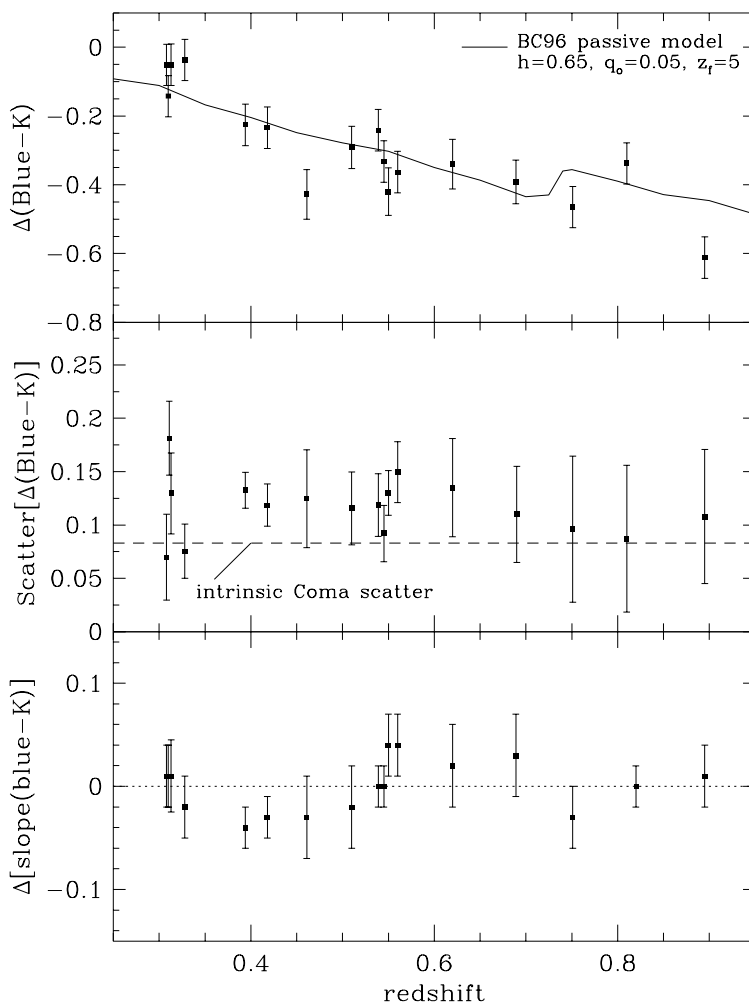 BC96 passive model
h=0.65, qₒ=0.05, z_f=5
Δ(Blue−K)
0
−0.2
−0.4
−0.6
−0.8
Scatter[Δ(Blue−K)]
0.25
0.2
0.15
0.1
0.05
0
intrinsic Coma scatter
Δ[slope(blue−K)]
0.1
0
−0.1
0.4
0.6
0.8
redshift